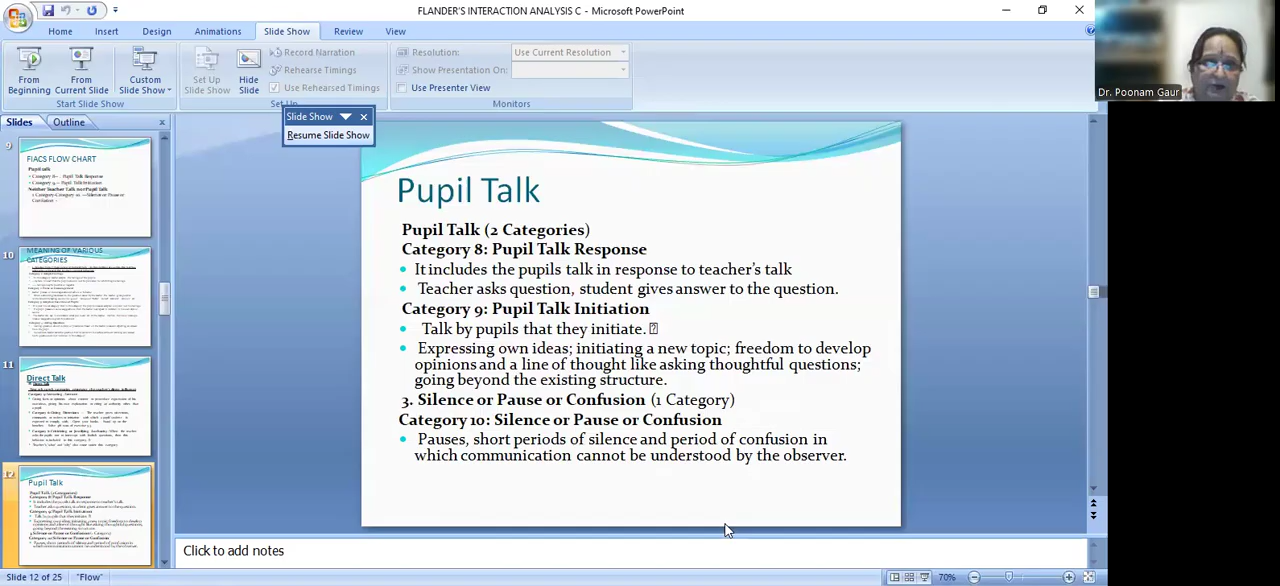 FLANDER'S INTERACTION ANALYSIS C - Microsoft PowerPoint
Home Insert Design Animations Slide Show Review View
From Beginning
From Current Slide
Custom Slide Show
Set Up Slide Show
Hide Slide
Record Narration
Rehearse Timings
Use Rehearsed Timings
Start Slide Show
Set
Resolution: Use Current Resolution
Show Presentation On:
Use Presenter View
Monitors
Dr. Poonam Gaur
Slide Show
Resume Slide Show
Slides Outline
9
FIACS FLOW CHART
Pupil talk
10
MEANING OF VARIOUS
CATEGORIES
11
Direct Talk
12
Pupil Talk
Pupil Talk
Pupil Talk (2 Categories)
Category 8: Pupil Talk Response
It includes the pupils talk in response to teacher's talk
Teacher asks question, student gives answer to the question.
Category 9: Pupil Talk Initiation
Talk by pupils that they initiate.
Expressing own ideas; initiating a new topic; freedom to develop
opinions and a line of thought like asking thoughtful questions;
going beyond the existing structure.
3. Silence or Pause or Confusion (1 Category)
Category 10: Silence or Pause or Confusion
Pauses, short periods of silence and period of confusion in
which communication cannot be understood by the observer.
Click to add notes
Slide 12 of 25 "Flow" 70%